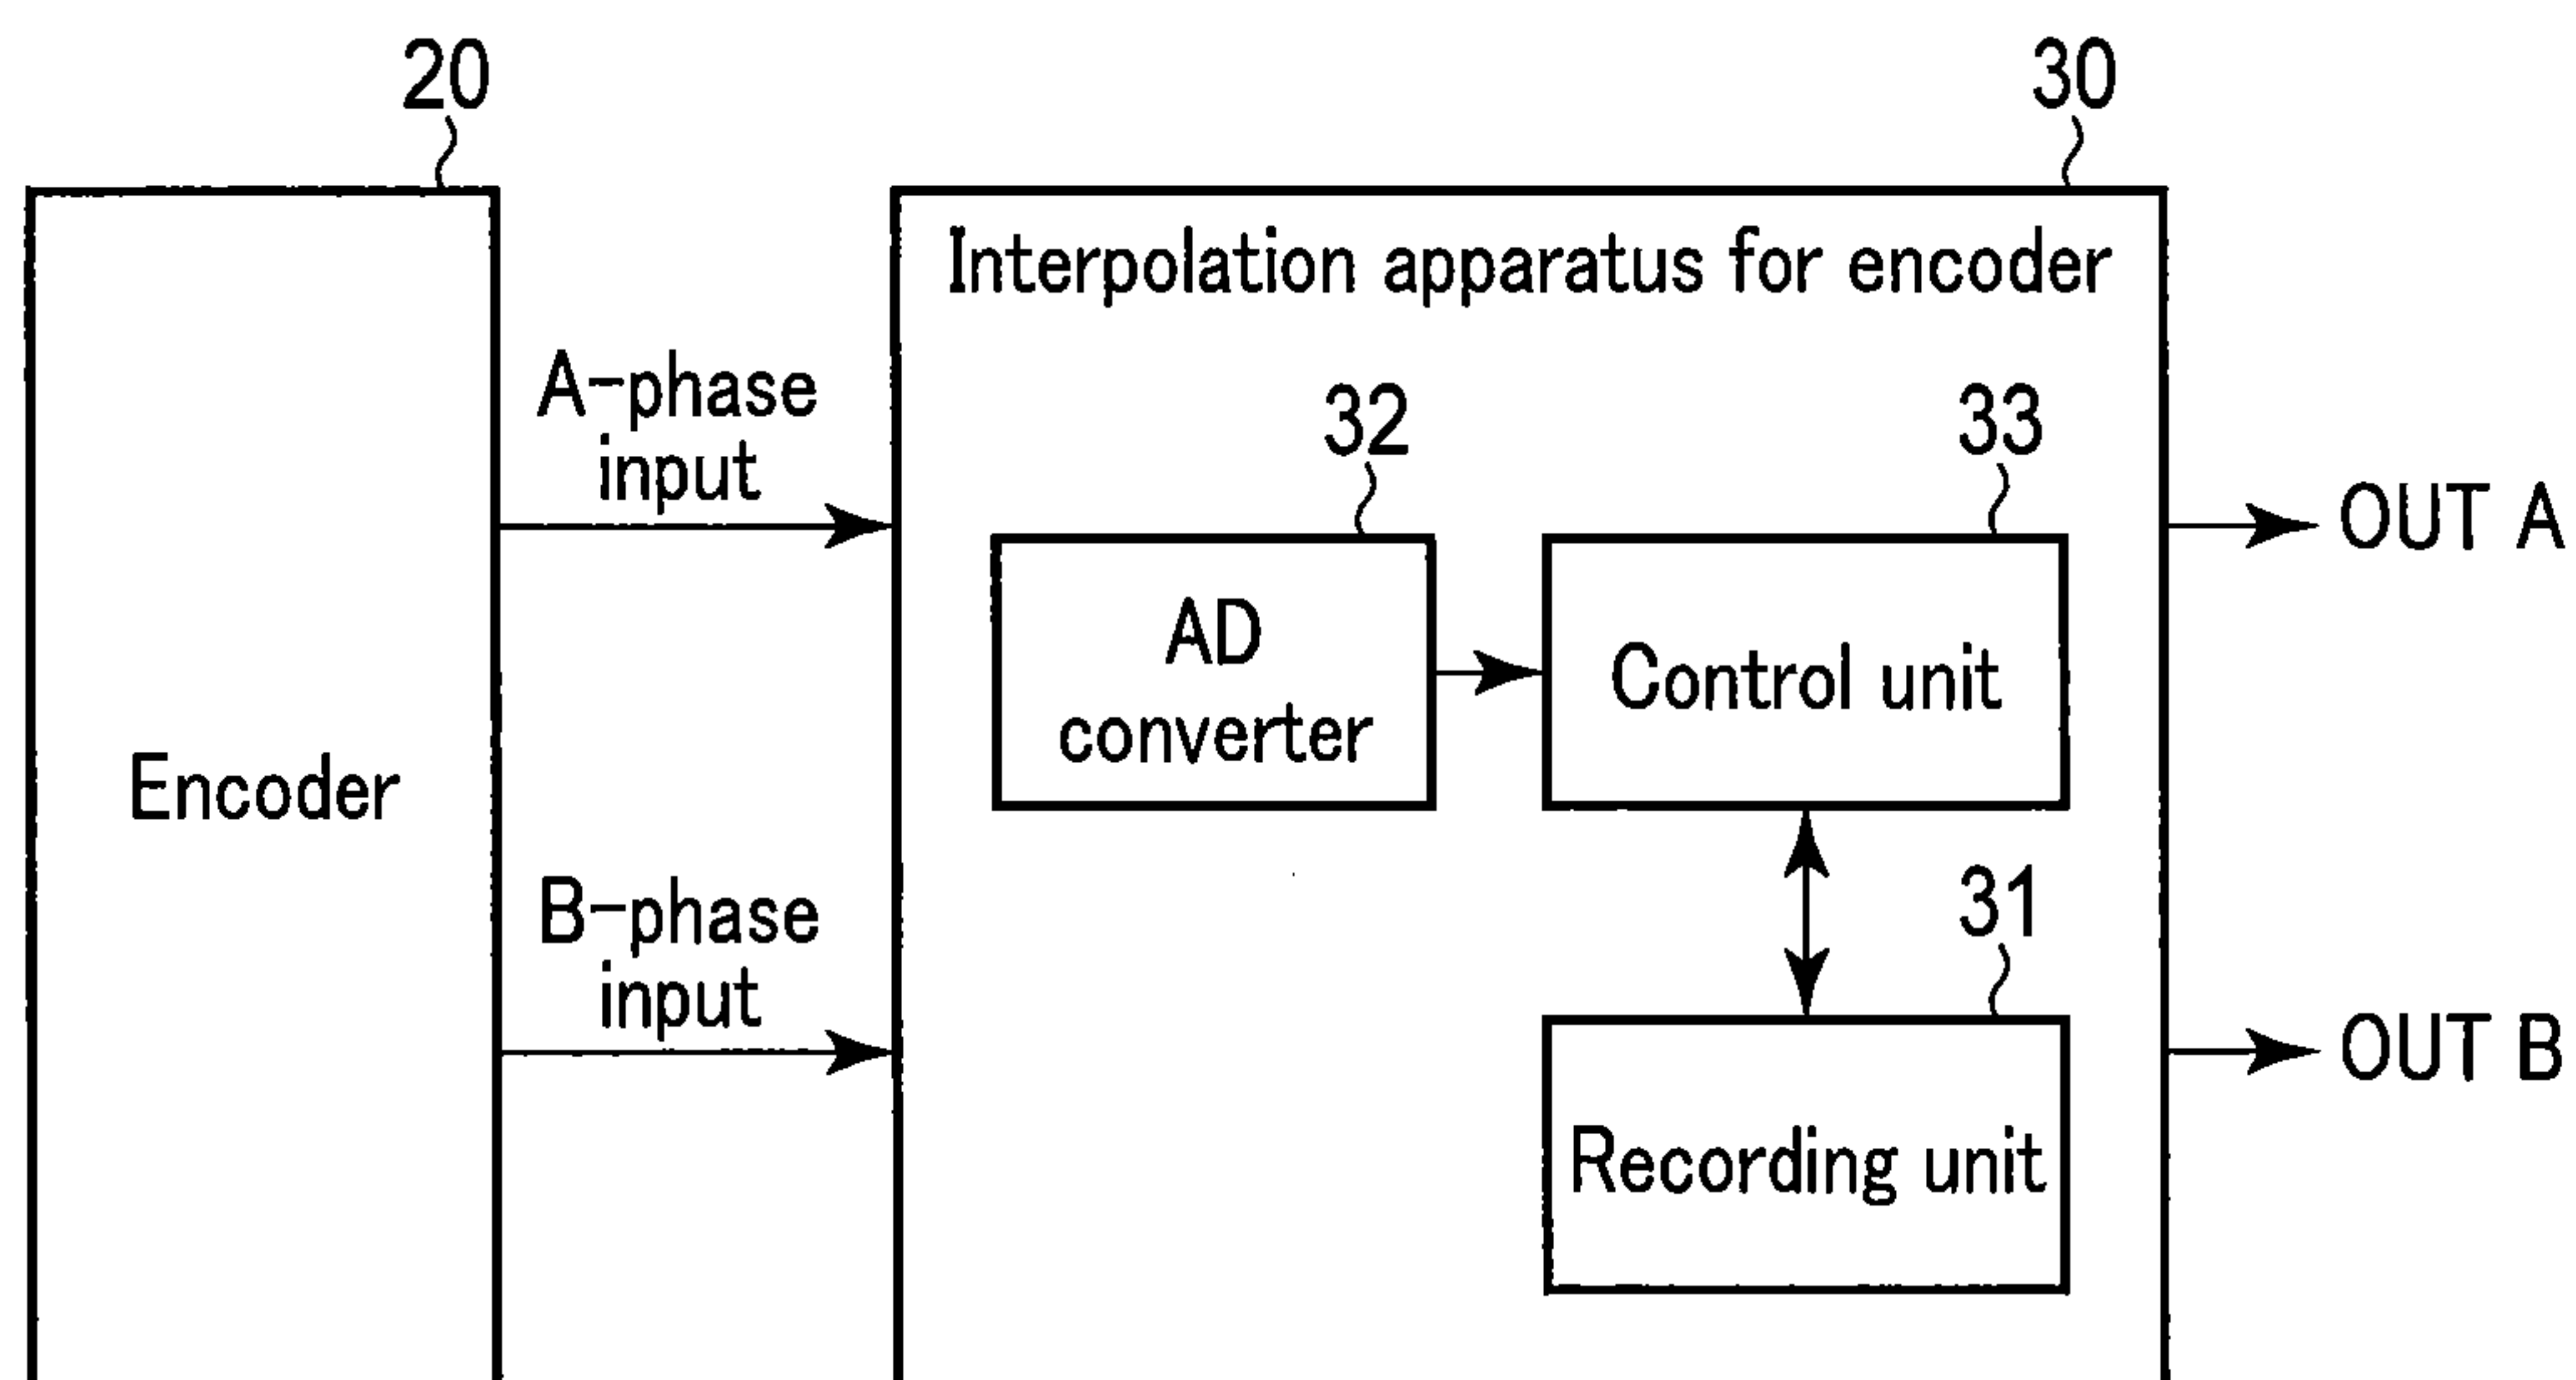 20
30
Interpolation apparatus for encoder
A-phase
input
32
33
OUT A
AD
converter
Control unit
Encoder
B-phase
input
31
OUT B
Recording unit